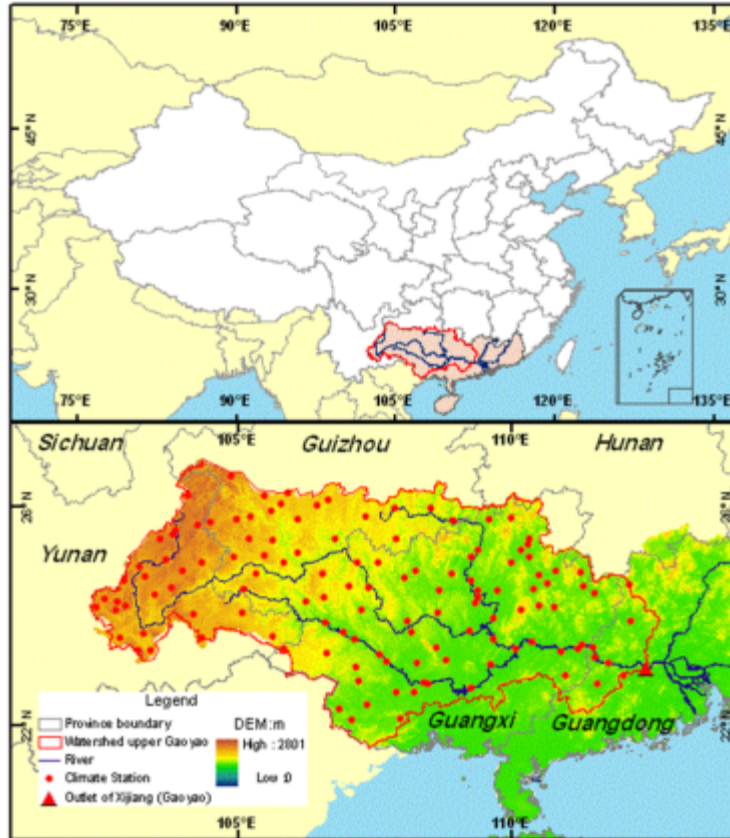 75°E 90°E 105°E 120°E 135°E
45°N 45°N
30°N 30°N
75°E 90°E 105°E 120°E 135°E
105°E 110°E
Sichuan Guizhou Hunan
26°N 26°N
Yunan
Legend
Province boundary
Watershed upper Gaoyao
River
Climate Station
Outlet of Xijiang (Gaoyao)
DEM:m
High : 2801
Low :0
Guangxi Guangdong
22°N 22°N
105°E 110°E